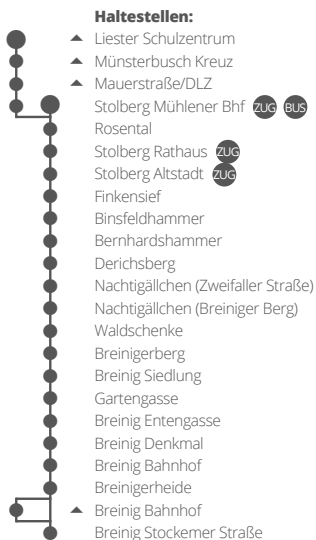 Haltestellen:
Liester Schulzentrum
Münsterbusch Kreuz
Mauerstraße/DLZ
Stolberg Mühlener Bhf ZUG BUS
Rosental
Stolberg Rathaus ZUG
Stolberg Altstadt ZUG
Finkensief
Binsfeldhammer
Bernhardshammer
Derichsberg
Nachtigällchen (Zweifaller Straße)
Nachtigällchen (Breiniger Berg)
Waldschenke
Breinigerberg
Breinig Siedlung
Gartengasse
Breinig Entengasse
Breinig Denkmal
Breinig Bahnhof
Breinigerheide
Breinig Bahnhof
Breinig Stockemer Straße